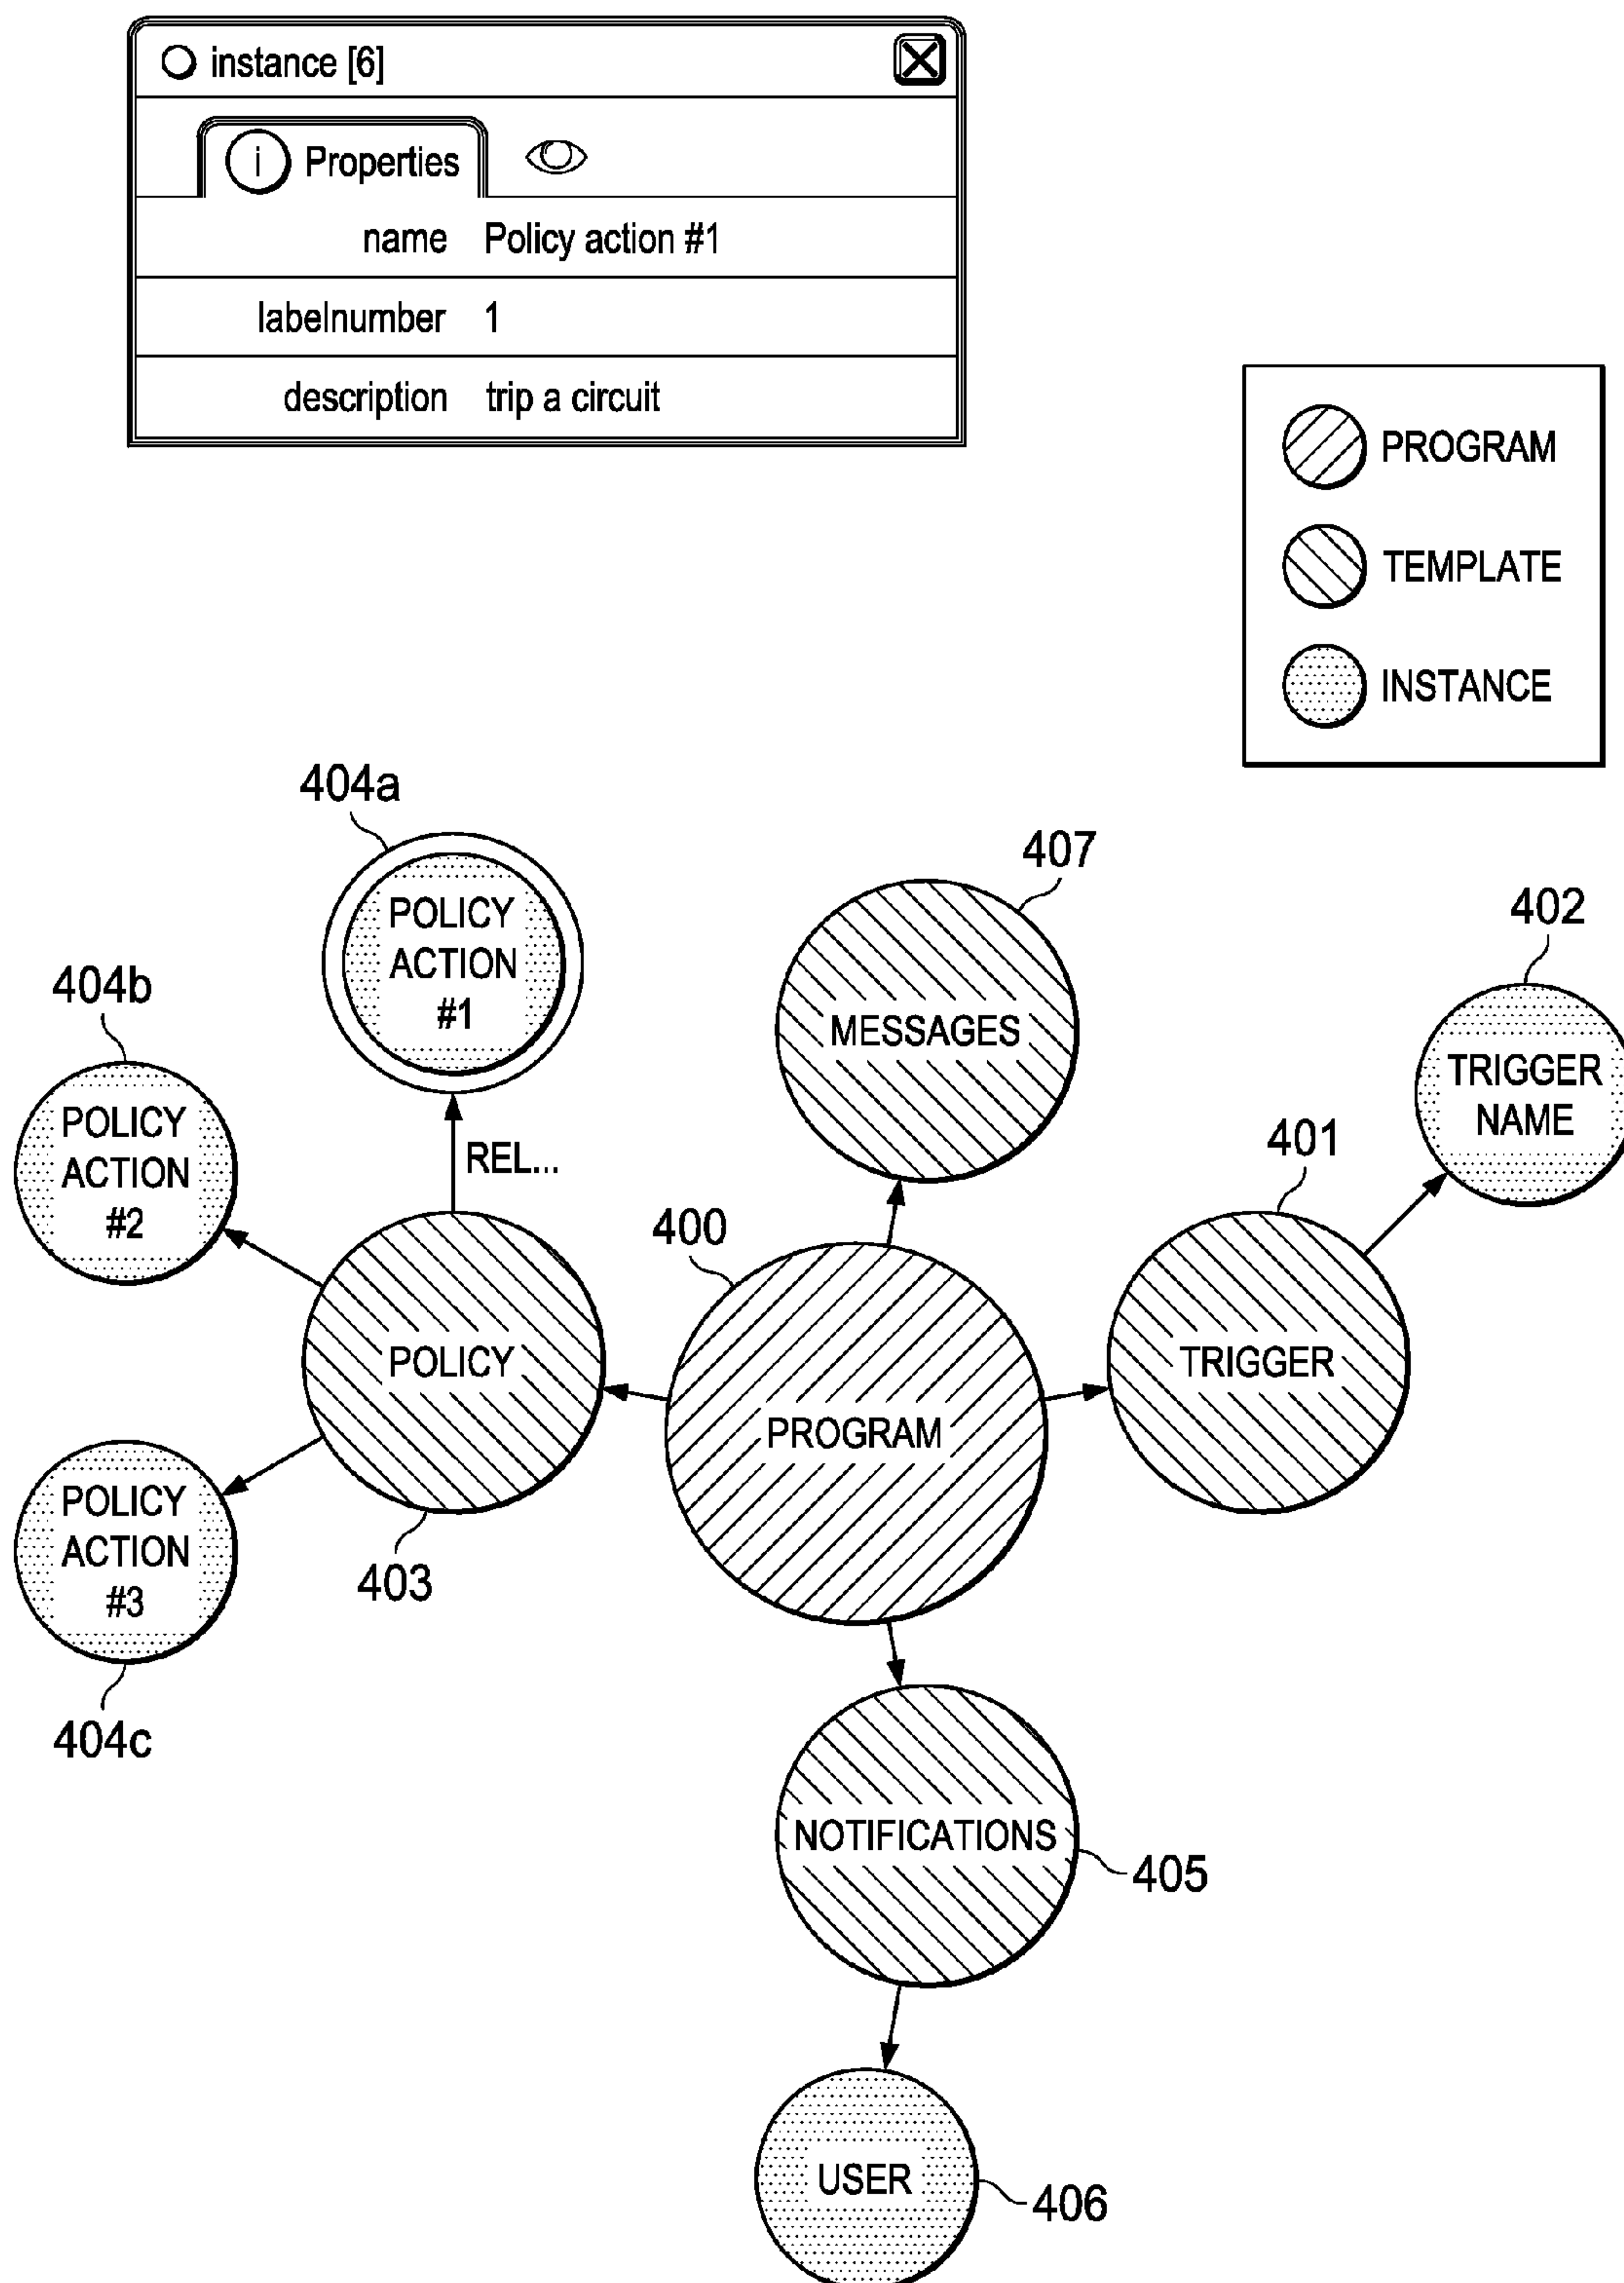 instance [6]
i Properties
name Policy action #1
labelnumber 1
description trip a circuit
PROGRAM
TEMPLATE
INSTANCE
404a
POLICY
ACTION
#1
407
MESSAGES
402
TRIGGER
NAME
404b
POLICY
ACTION
#2
REL...
401
400
POLICY
TRIGGER
PROGRAM
POLICY
ACTION
#3
403
404c
NOTIFICATIONS
405
USER
406